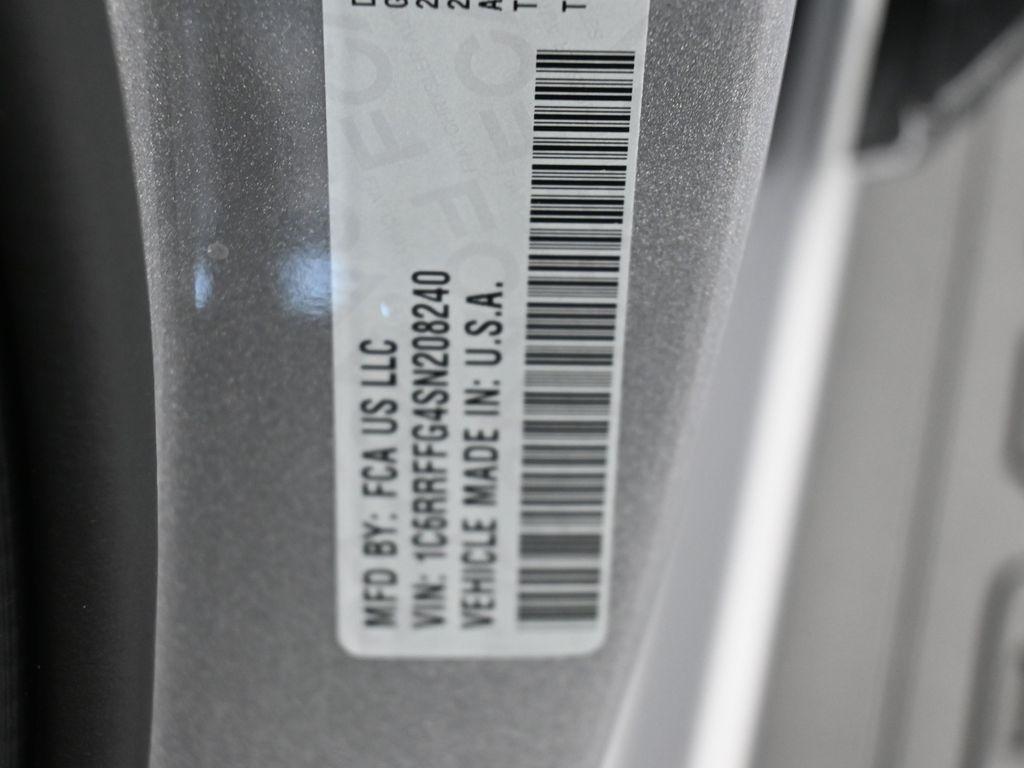 MFD BY: FCA US LLC
VIN: 1C6RRFFG4SN208240
VEHICLE MADE IN: U.S.A.